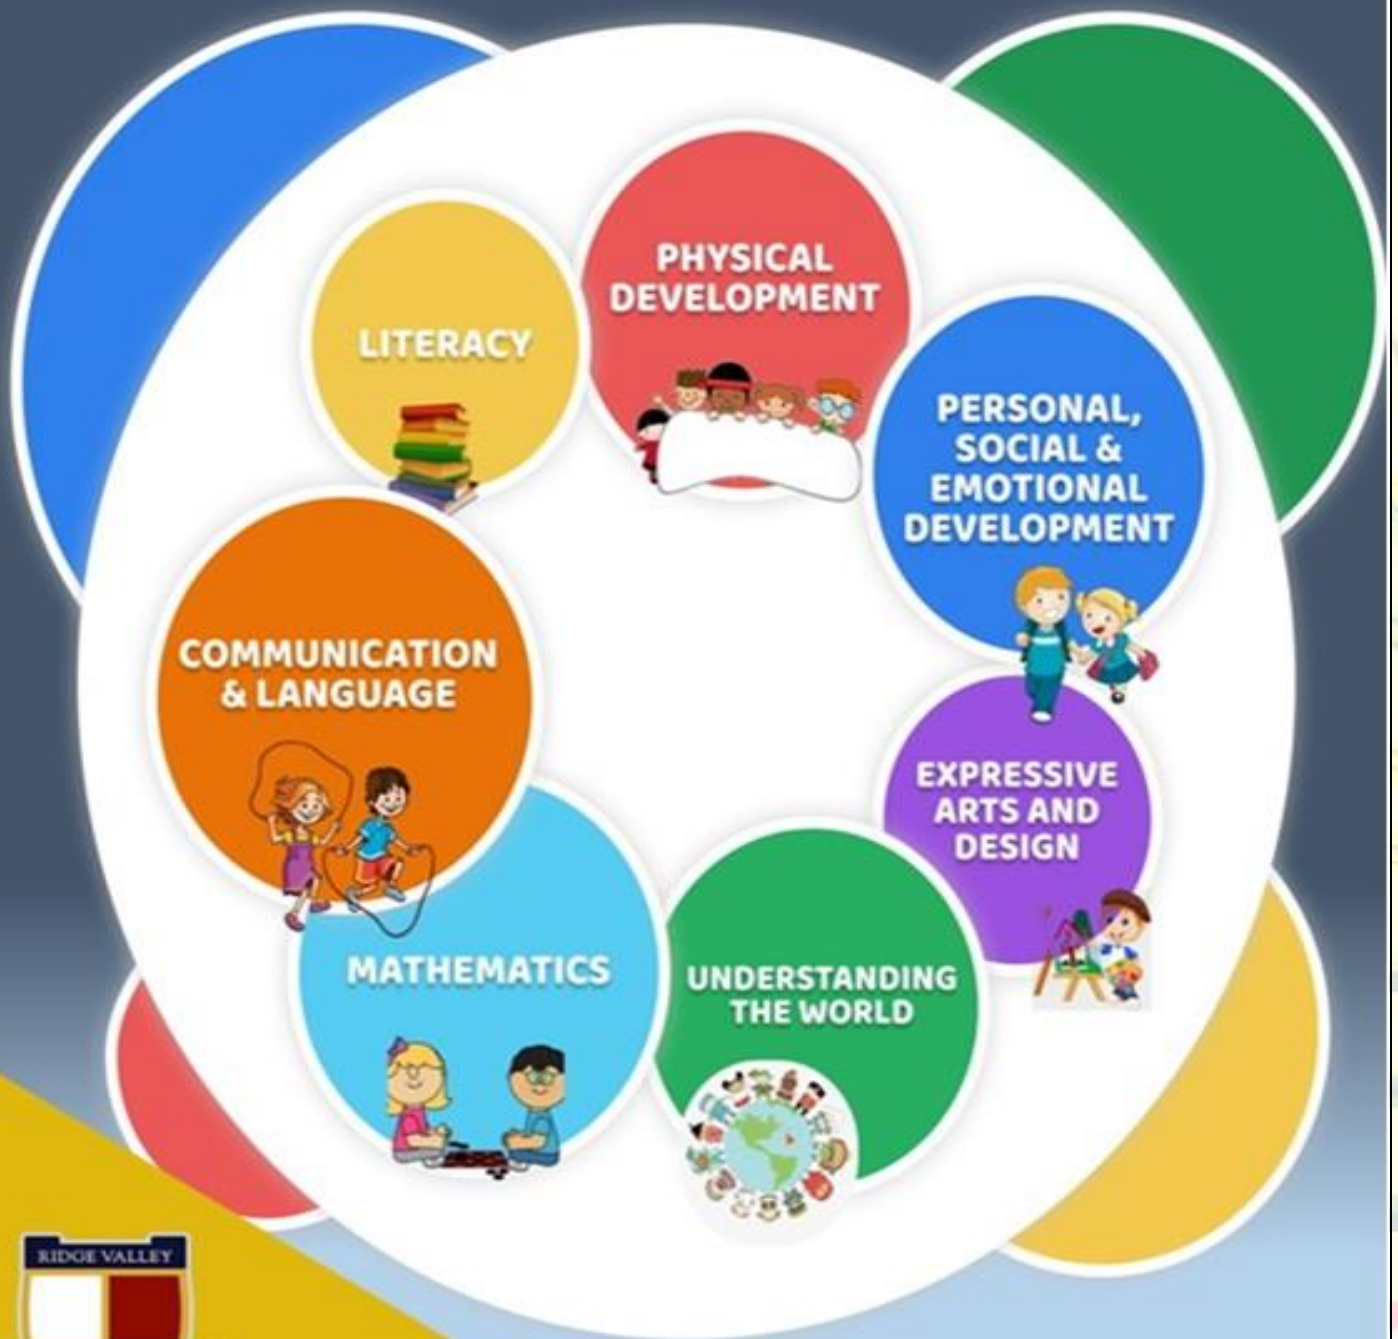 PHYSICAL
DEVELOPMENT
LITERACY
PERSONAL,
SOCIAL &
EMOTIONAL
DEVELOPMENT
COMMUNICATION
& LANGUAGE
EXPRESSIVE
ARTS AND
DESIGN
MATHEMATICS
UNDERSTANDING
THE WORLD
RIDGE VALLEY